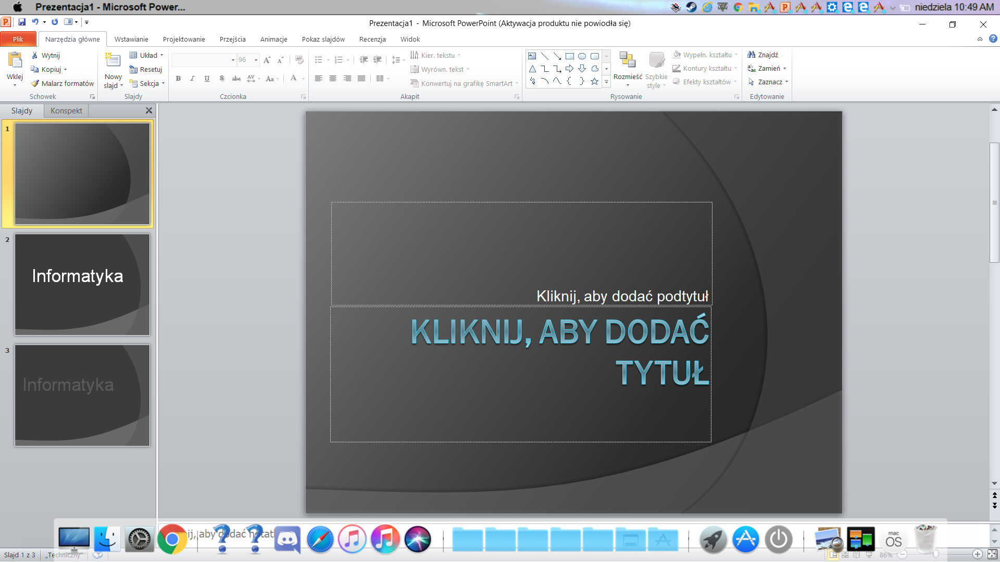 Prezentacja1 - Microsoft Power...
niedziela 10:49 AM
Prezentacja1 - Microsoft PowerPoint (Aktywacja produktu nie powiodła się)
Plik
Narzędzia główne
Wstawianie
Projektowanie
Przejścia
Animacje
Pokaz slajdów
Recenzja
Widok
Wklej
Wytnij
Kopiuj
Malarz formatów
Schowek
Nowy slajd
Układ
Resetuj
Sekcja
Slajdy
96
Czcionka
Kier. tekstu
Wyrówn. tekst
Konwertuj na grafikę SmartArt
Akapit
Rozmieść
Szybkie style
Wypełn. kształtu
Kontury kształtu
Efekty kształtów
Rysowanie
Znajdź
Zamień
Zaznacz
Edytowanie
Slajdy
Konspekt
1
2
Informatyka
3
Informatyka
Kliknij, aby dodać podtytuł
KLIKNIJ, ABY DODAĆ
TYTUŁ
mac
OS
Slajd 1 z 3
„Techniczny”
86%